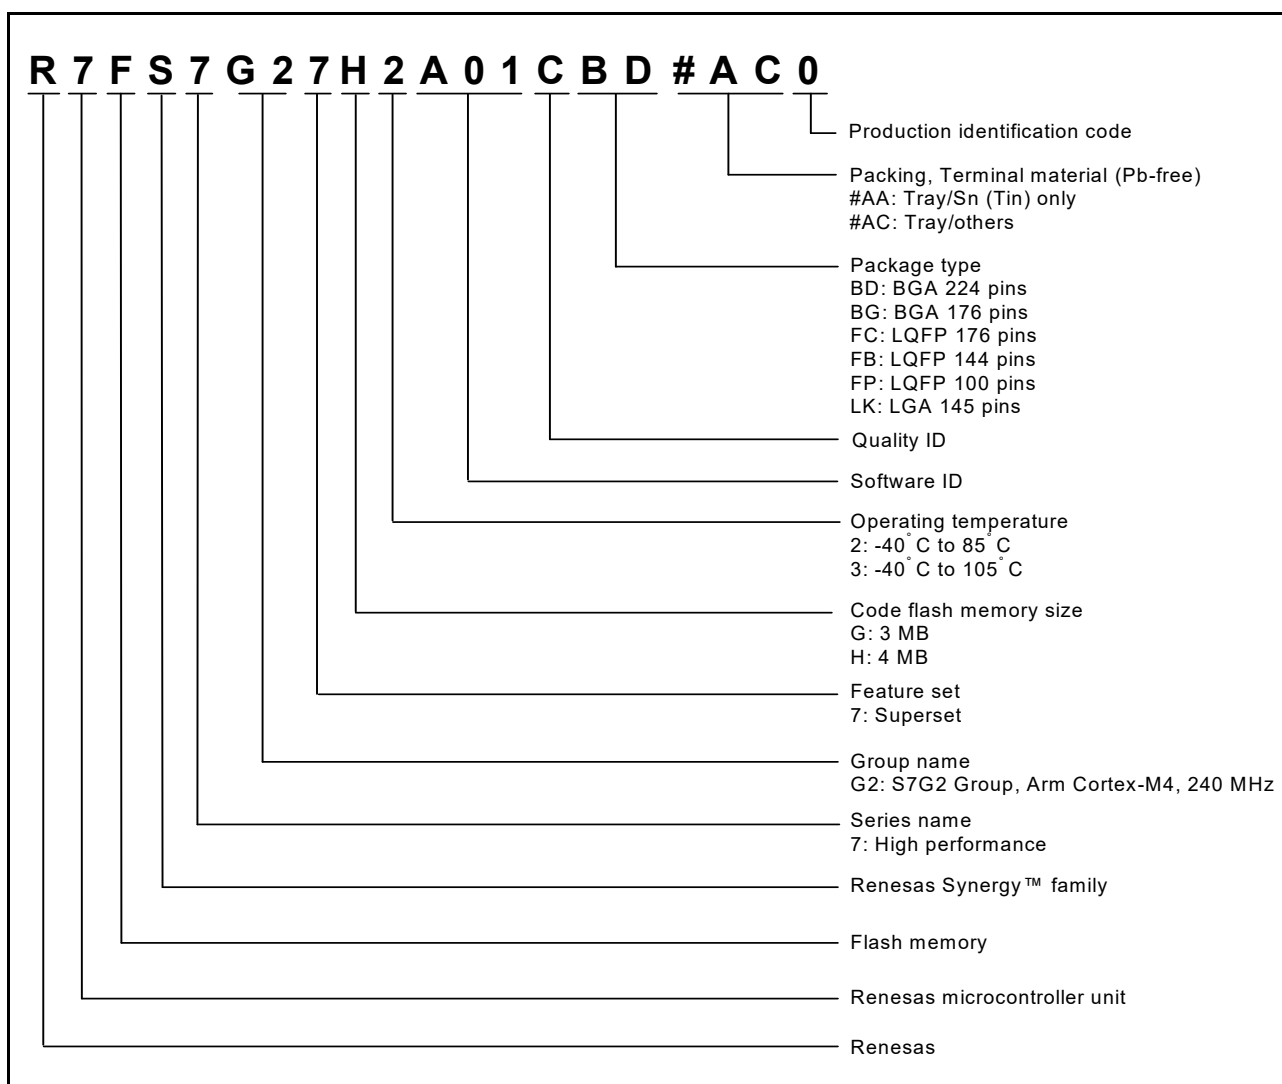 R 7 F S 7 G 2 7 H 2 A 0 1 C B D # A C 0
Production identification code
Packing, Terminal material (Pb-free)
#AA: Tray/Sn (Tin) only
#AC: Tray/others
Package type
BD: BGA 224 pins
BG: BGA 176 pins
FC: LQFP 176 pins
FB: LQFP 144 pins
FP: LQFP 100 pins
LK: LGA 145 pins
Quality ID
Software ID
Operating temperature
2: -40°C to 85°C
3: -40°C to 105°C
Code flash memory size
G: 3 MB
H: 4 MB
Feature set
7: Superset
Group name
G2: S7G2 Group, Arm Cortex-M4, 240 MHz
Series name
7: High performance
Renesas Synergy™ family
Flash memory
Renesas microcontroller unit
Renesas